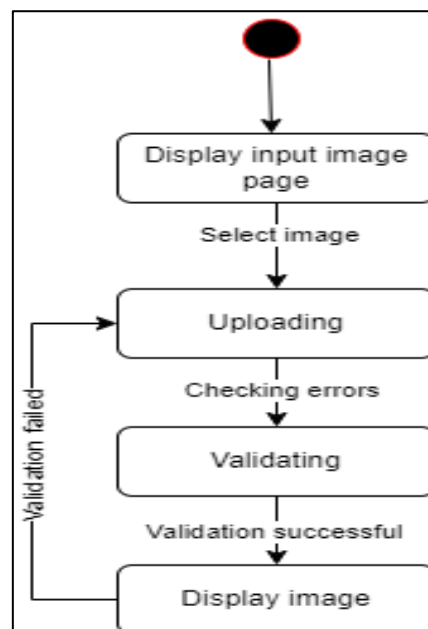 Display input image
page
Select image
Uploading
Checking errors
Validation failed
Validating
Validation successful
Display image